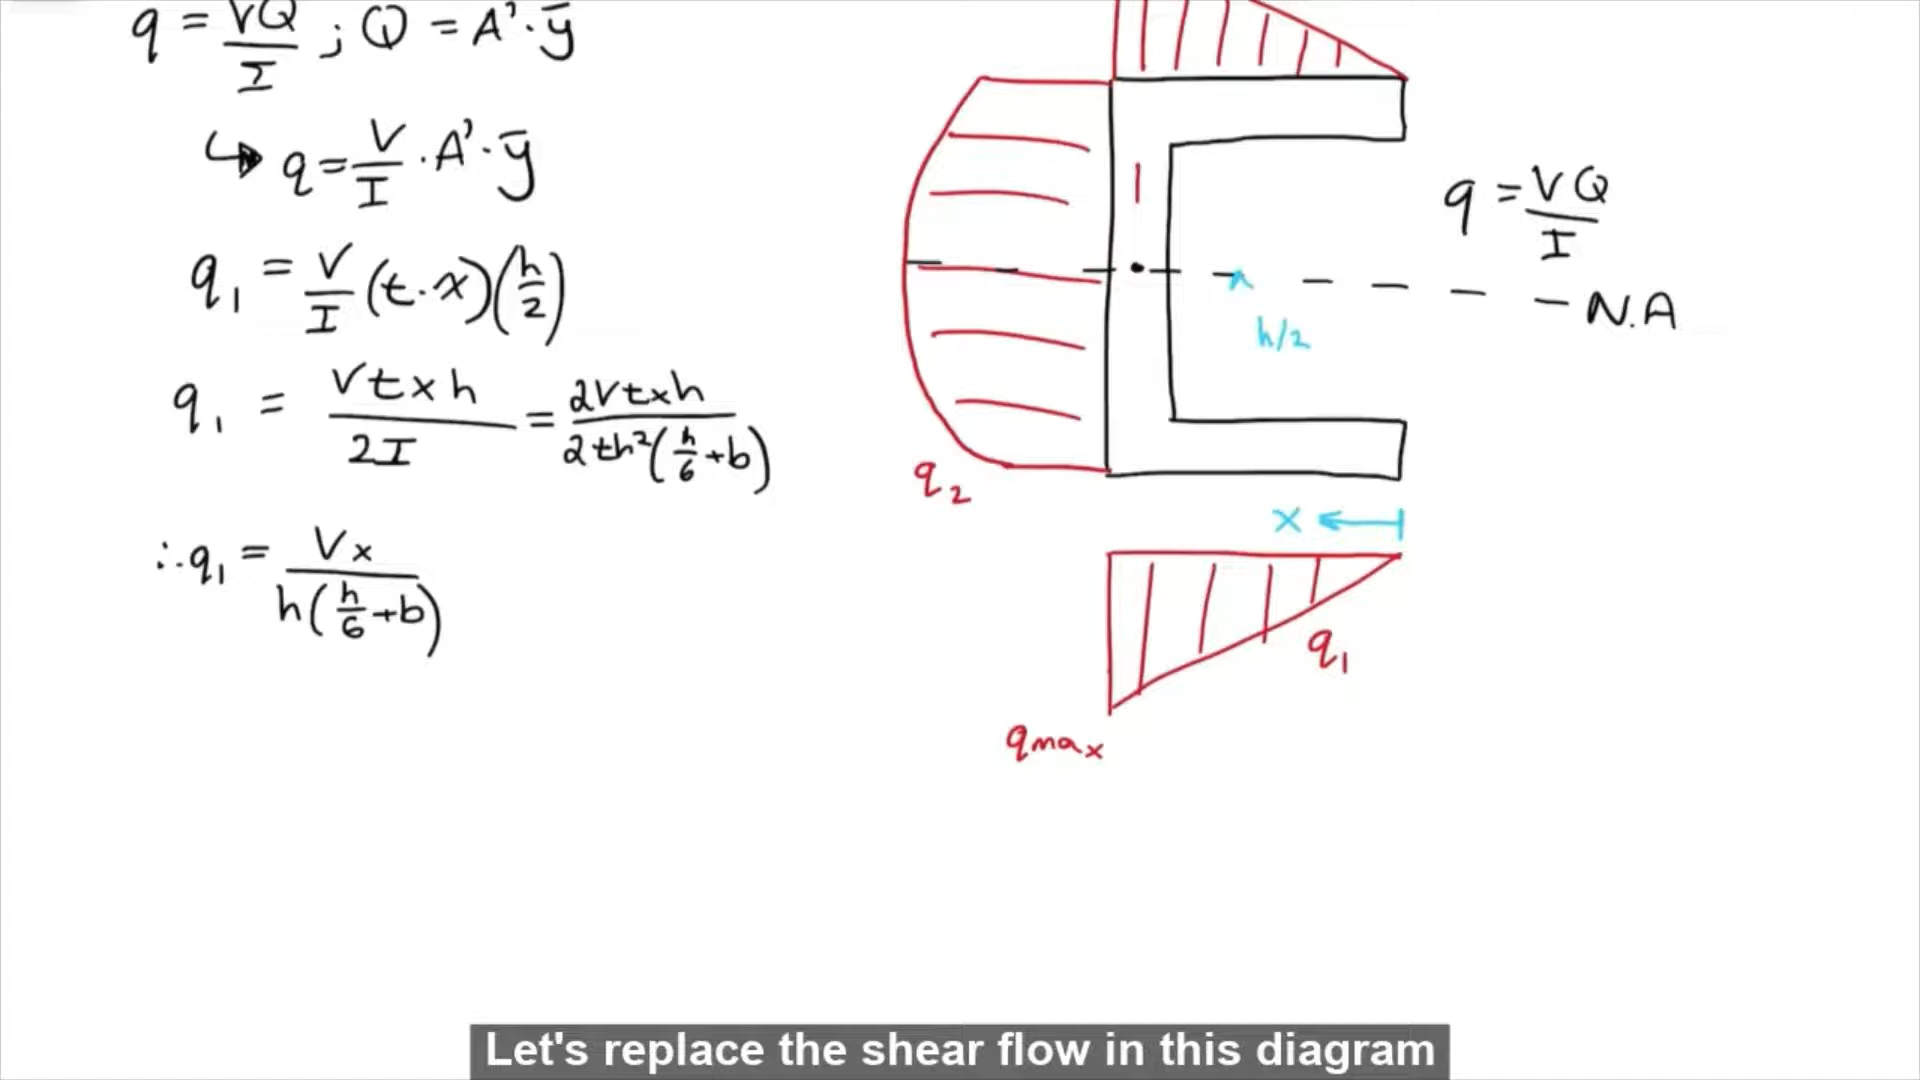 q = VQ/I ; Q = A'·ȳ
↳ q = V/I · A'·ȳ
q₁ = V/I (t·x)(h/2)
q₁ = Vtxh/2I = 2Vtxh/2th²(h/6+b)
∴ q₁ = Vx/h(h/6+b)
q = VQ/I
N.A
h/2
q₂
x
q₁
qmax
Let's replace the shear flow in this diagram